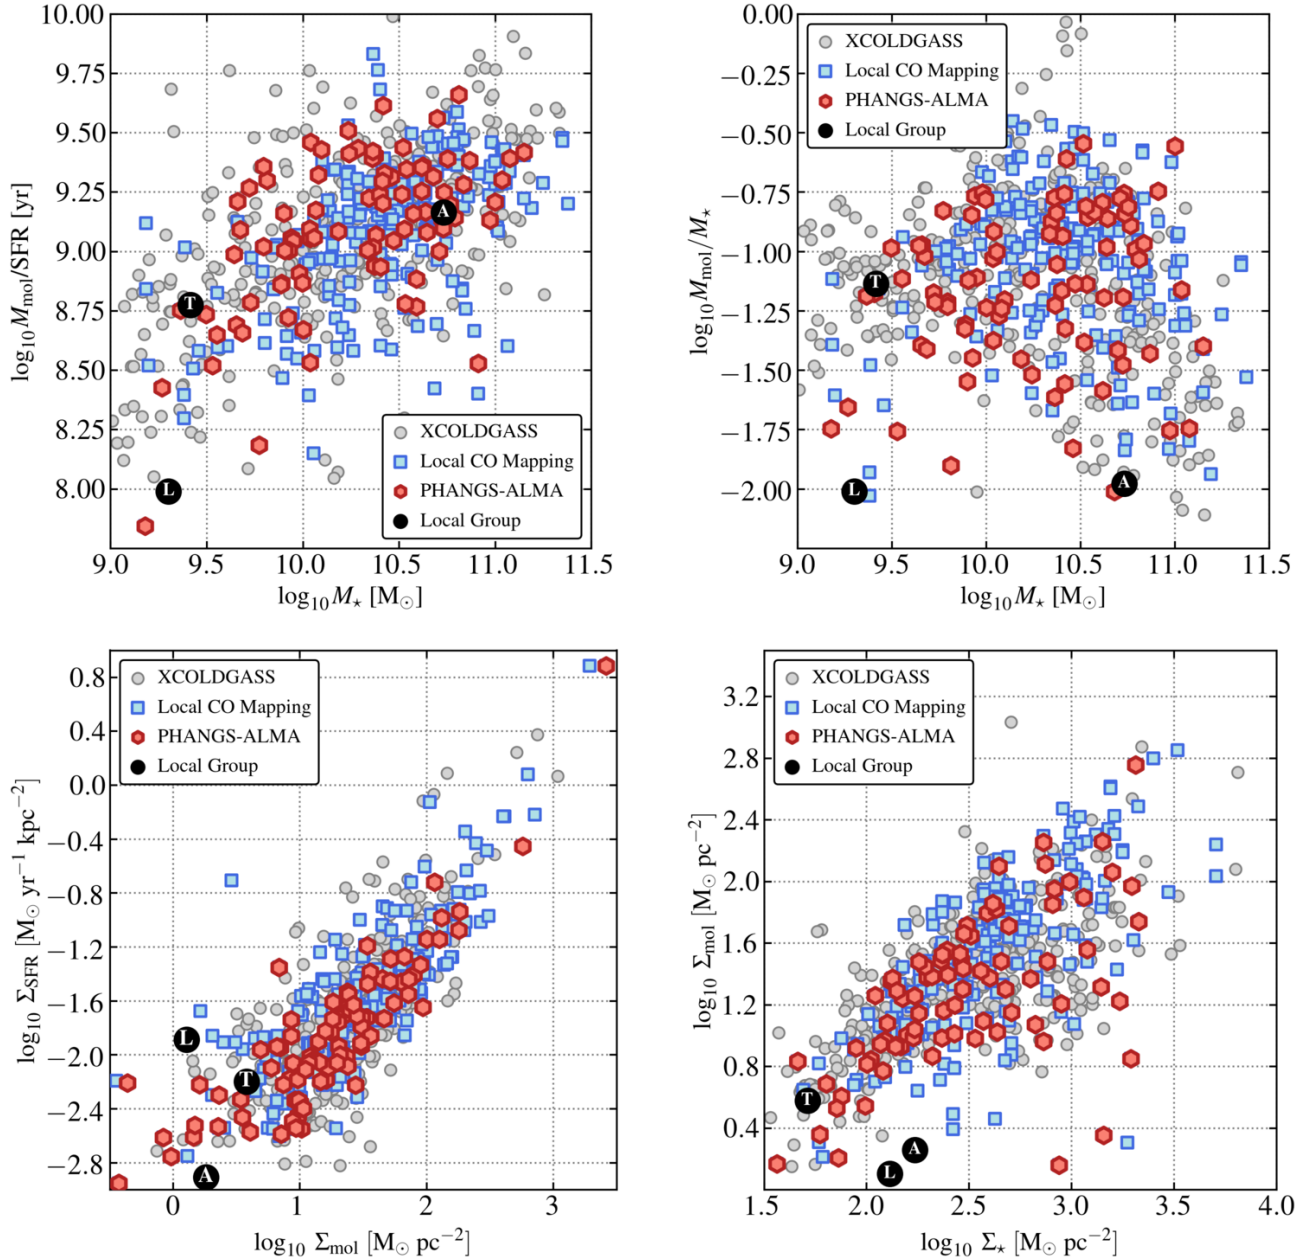 10.00
9.75
9.50
9.25
9.00
8.75
8.50
8.25
8.00
log₁₀ M_mol/SFR [yr]
XCOLDGASS
Local CO Mapping
PHANGS-ALMA
Local Group
A
T
L
9.0 9.5 10.0 10.5 11.0 11.5
log₁₀ M⋆ [M⊙]
0.00
−0.25
−0.50
−0.75
−1.00
−1.25
−1.50
−1.75
−2.00
log₁₀ M_mol/M⋆
XCOLDGASS
Local CO Mapping
PHANGS-ALMA
Local Group
T
L
A
9.0 9.5 10.0 10.5 11.0 11.5
log₁₀ M⋆ [M⊙]
0.8
0.4
0.0
−0.4
−0.8
−1.2
−1.6
−2.0
−2.4
−2.8
log₁₀ Σ_SFR [M⊙ yr⁻¹ kpc⁻²]
XCOLDGASS
Local CO Mapping
PHANGS-ALMA
Local Group
L
T
A
0 1 2 3
log₁₀ Σ_mol [M⊙ pc⁻²]
3.2
2.8
2.4
2.0
1.6
1.2
0.8
0.4
log₁₀ Σ_mol [M⊙ pc⁻²]
XCOLDGASS
Local CO Mapping
PHANGS-ALMA
Local Group
T
A
L
1.5 2.0 2.5 3.0 3.5 4.0
log₁₀ Σ⋆ [M⊙ pc⁻²]